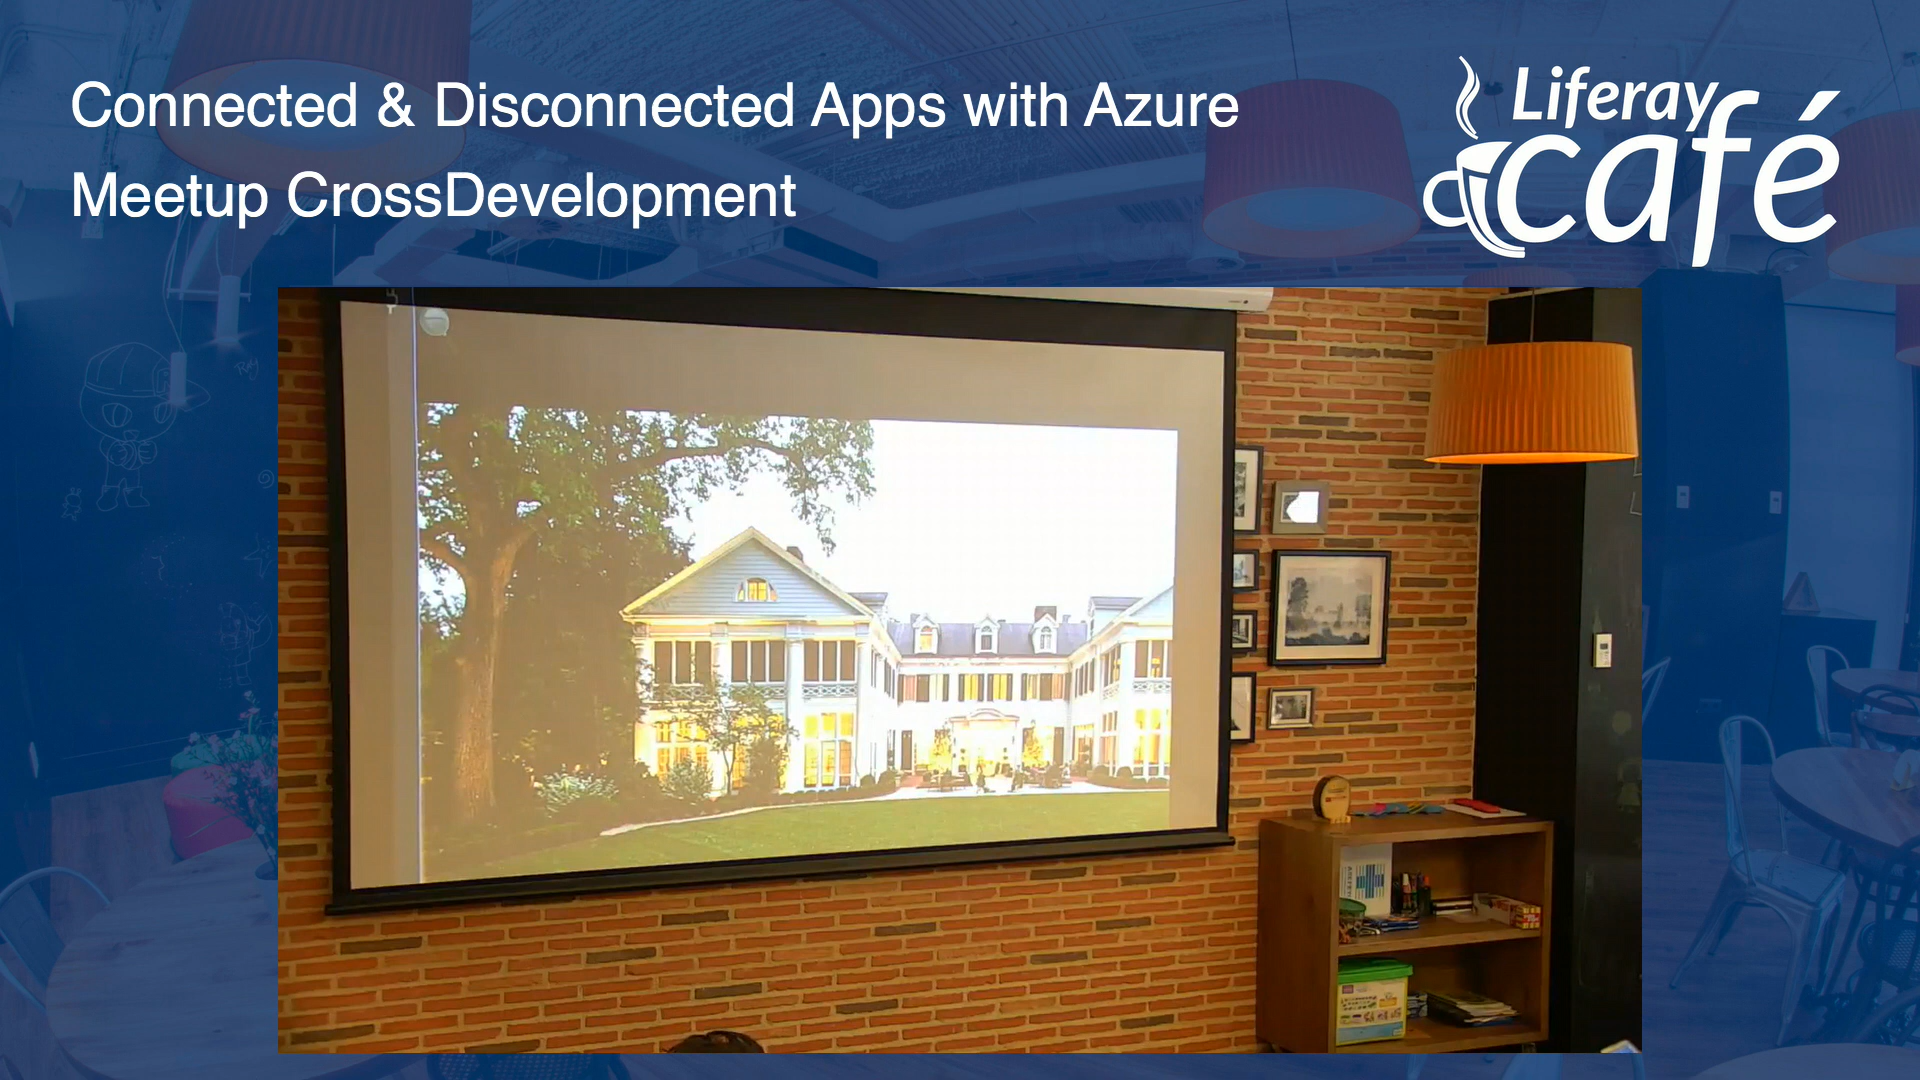 Connected & Disconnected Apps with Azure
Meetup CrossDevelopment
Liferay
café